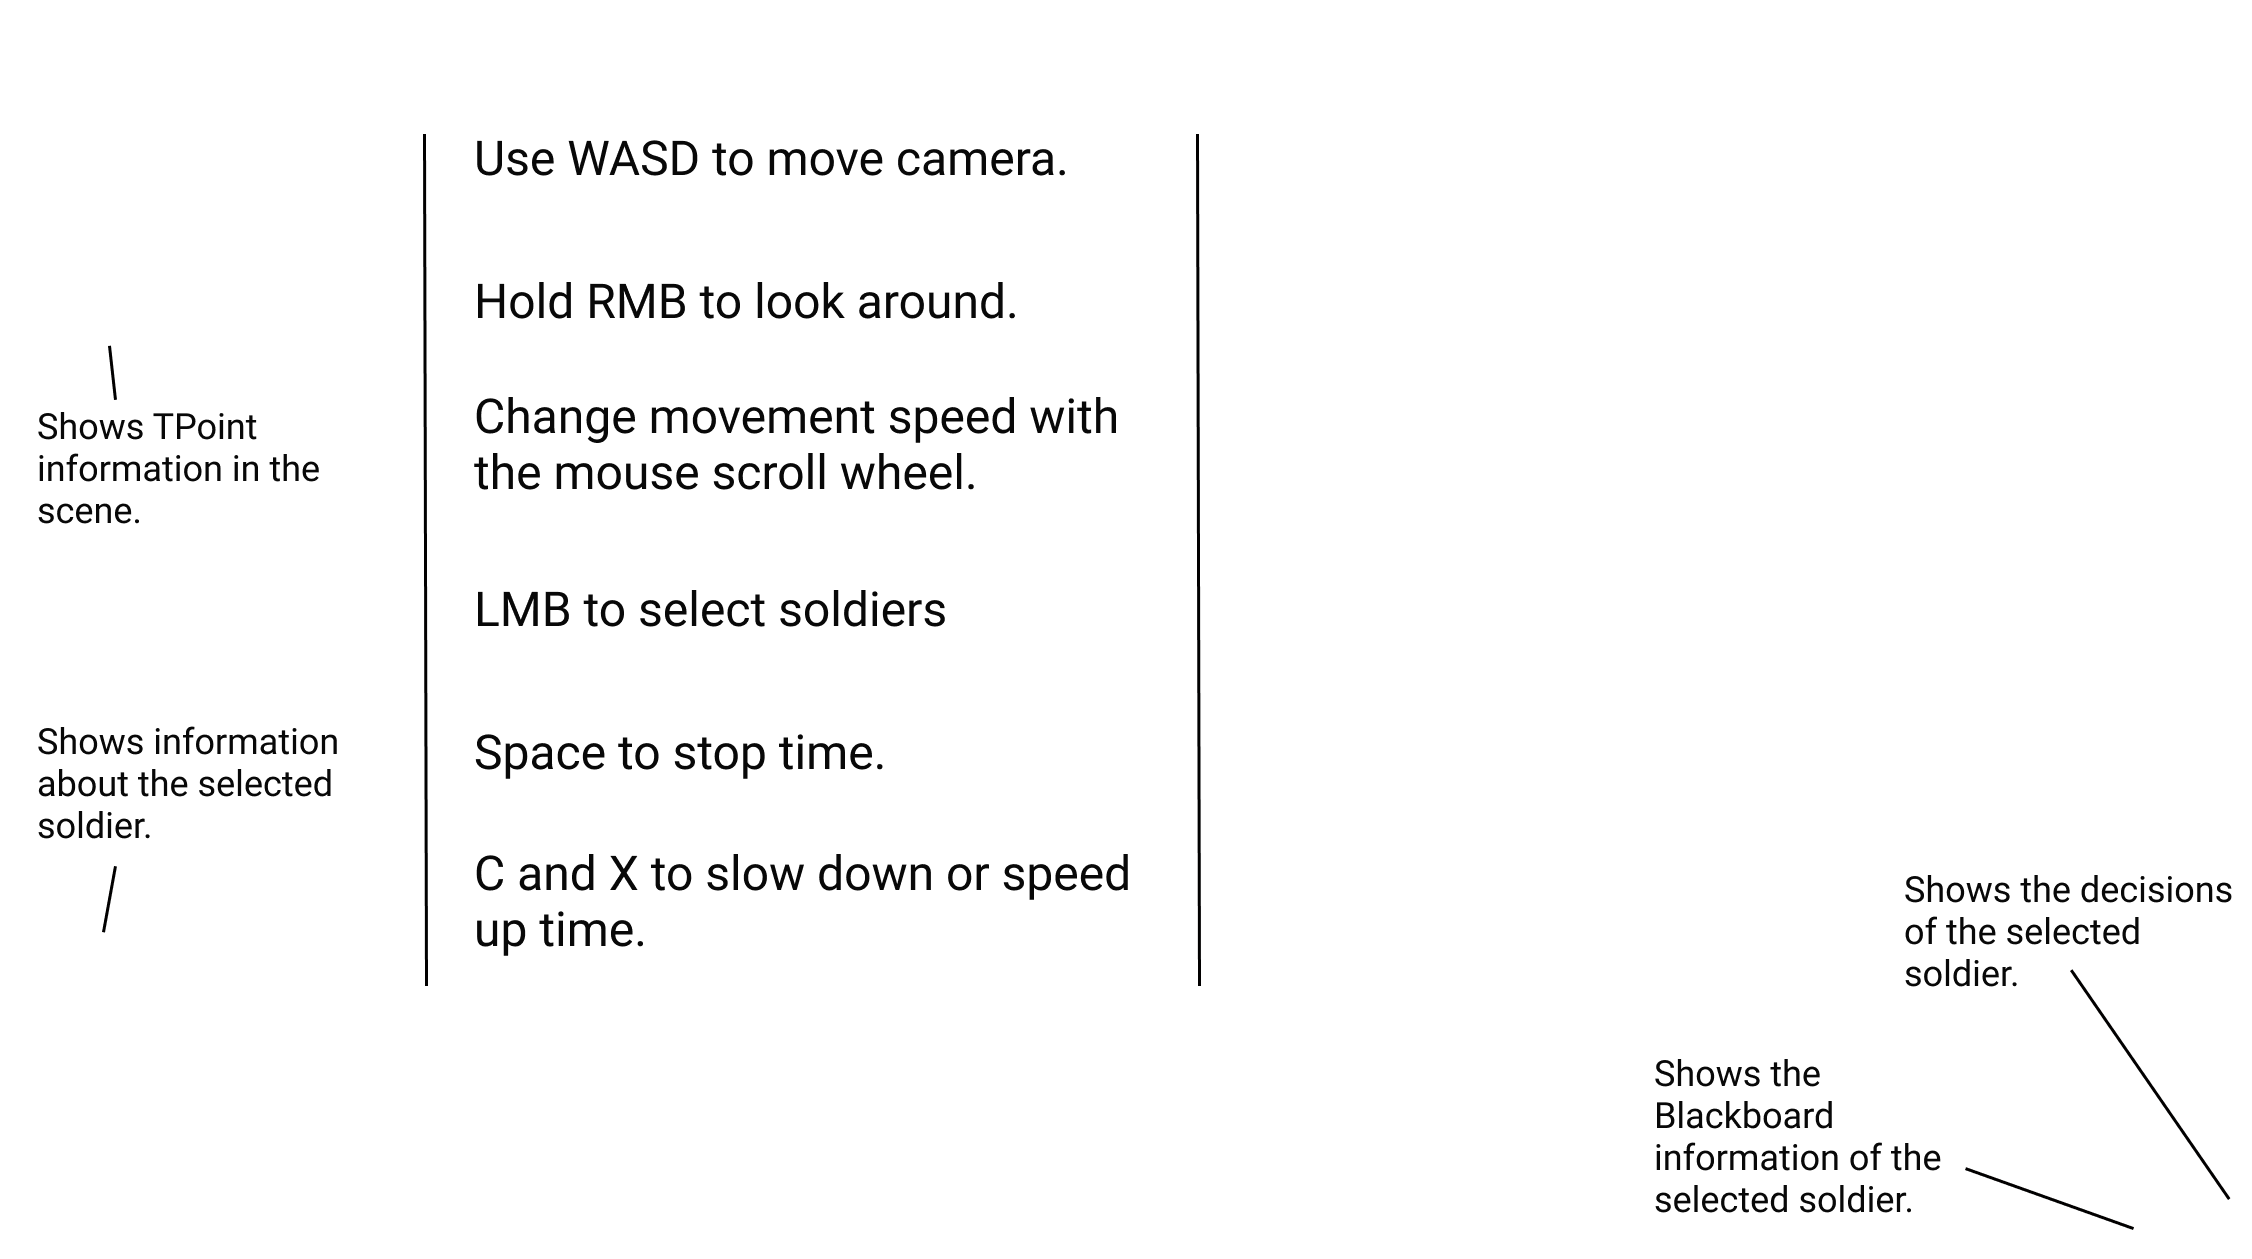 Shows TPoint
information in the
scene.
Shows information
about the selected
soldier.
Use WASD to move camera.
Hold RMB to look around.
Change movement speed with
the mouse scroll wheel.
LMB to select soldiers
Space to stop time.
C and X to slow down or speed
up time.
Shows the decisions
of the selected
soldier.
Shows the
Blackboard
information of the
selected soldier.